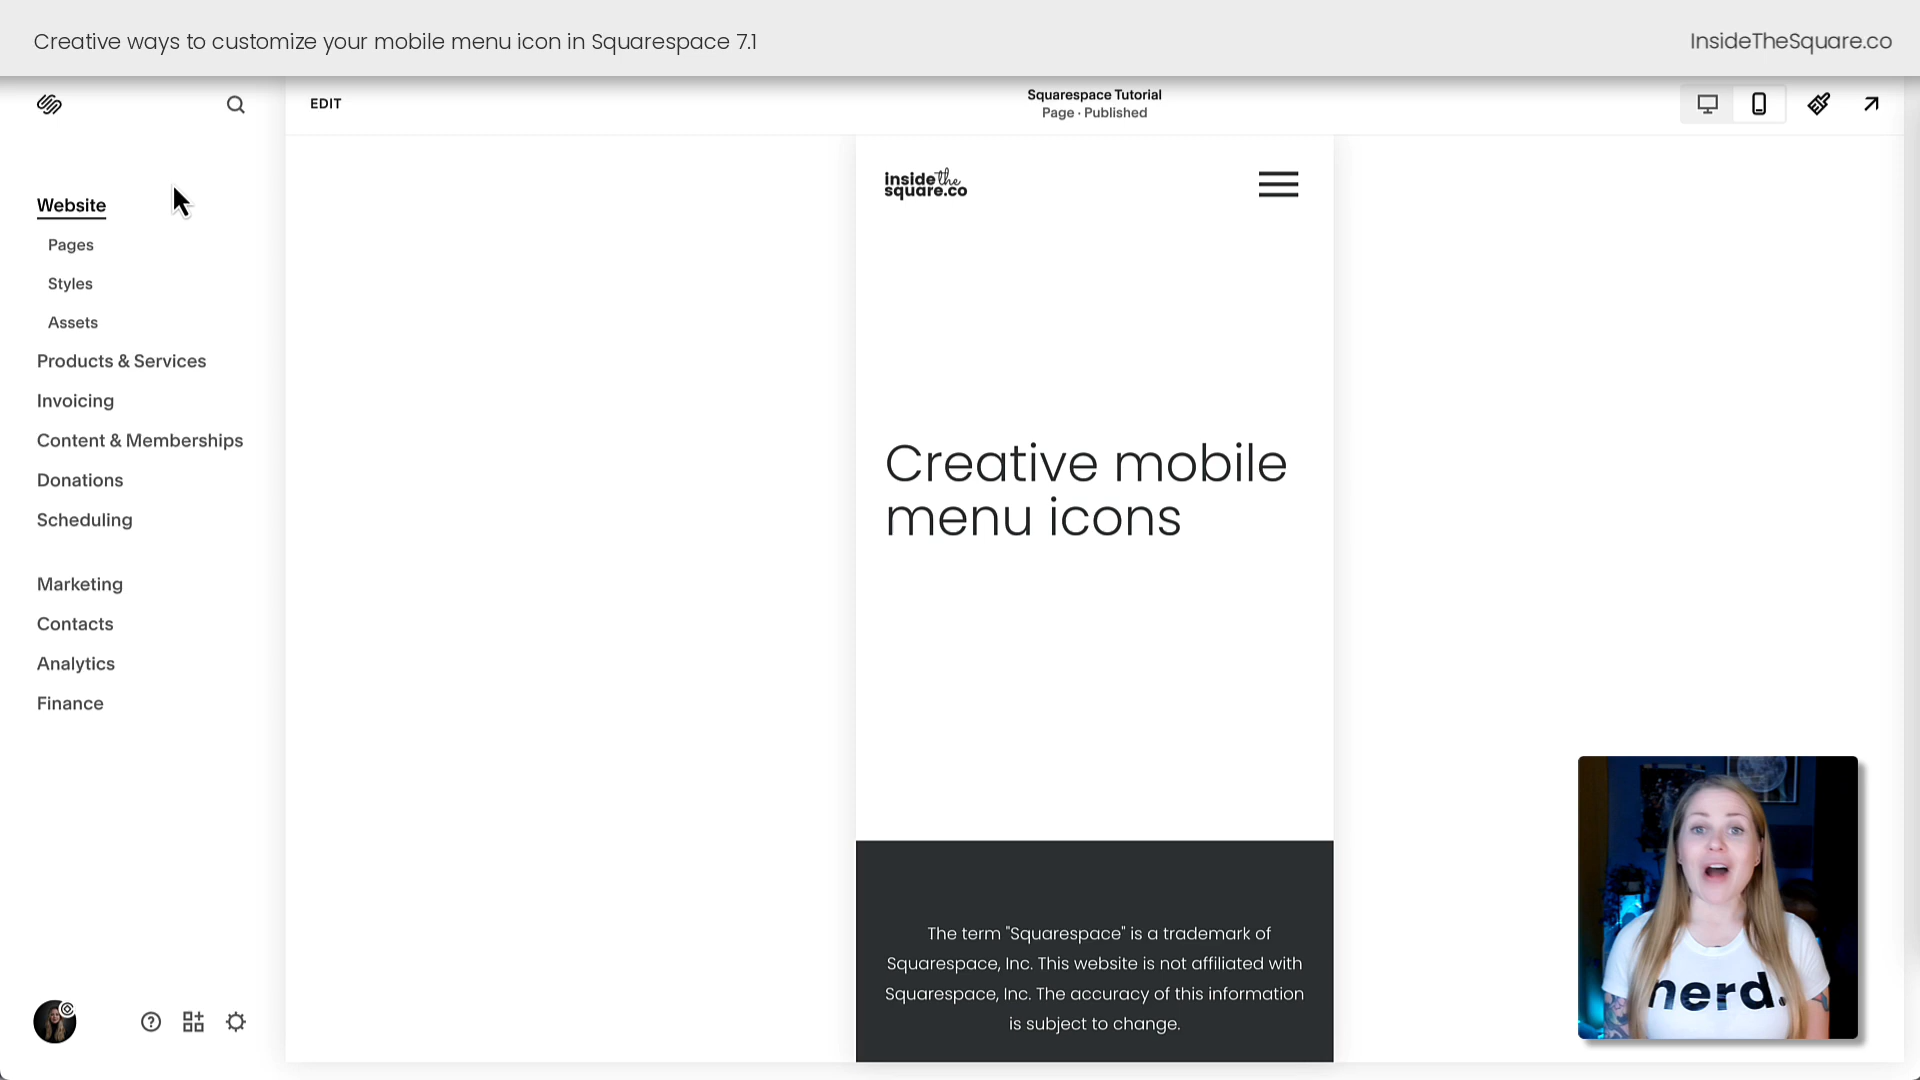 Creative ways to customize your mobile menu icon in Squarespace 7.1
InsideTheSquare.co
EDIT
Squarespace Tutorial
Page · Published
Website
Pages
Styles
Assets
Products & Services
Invoicing
Content & Memberships
Donations
Scheduling
Marketing
Contacts
Analytics
Finance
inside the
square.co
Creative mobile
menu icons
The term "Squarespace" is a trademark of
Squarespace, Inc. This website is not affiliated with
Squarespace, Inc. The accuracy of this information
is subject to change.
nerd.